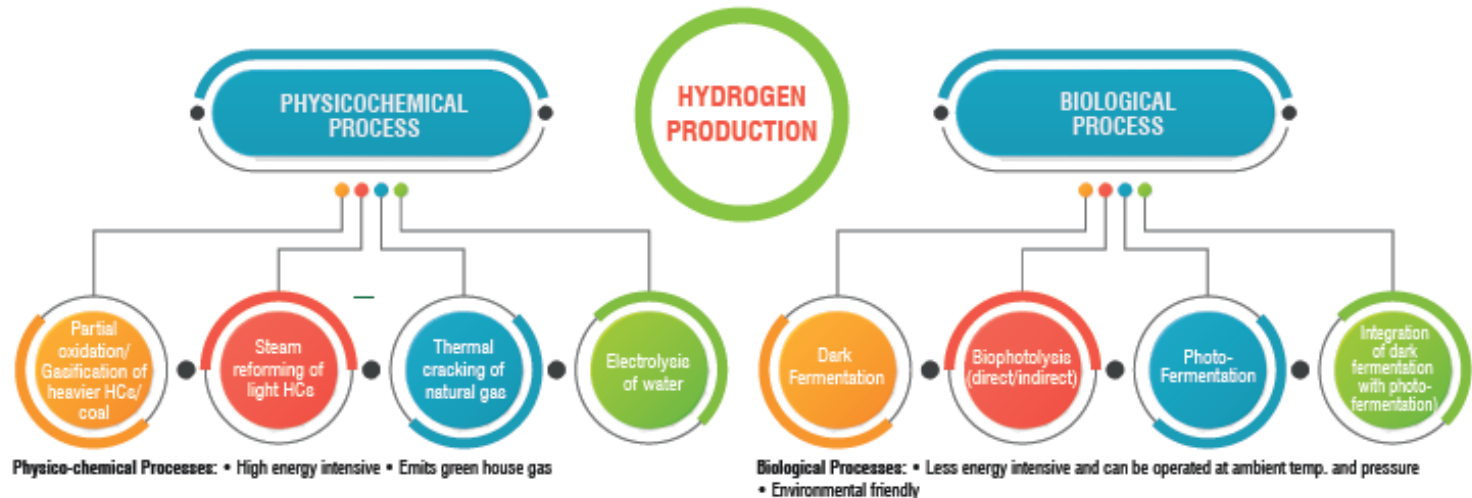 PHYSICOCHEMICAL
PROCESS
HYDROGEN
PRODUCTION
BIOLOGICAL
PROCESS
Partial
oxidation/
Gasification of
heavier HCs/
coal
Steam
reforming of
light HCs
Thermal
cracking of
natural gas
Electrolysis
of water
Dark
Fermentation
Biophotolysis
(direct/indirect)
Photo-
Fermentation
Integration
of dark
fermentation
with photo-
fermentation)
Physico-chemical Processes: • High energy intensive • Emits green house gas
Biological Processes: • Less energy intensive and can be operated at ambient temp. and pressure
• Environmental friendly